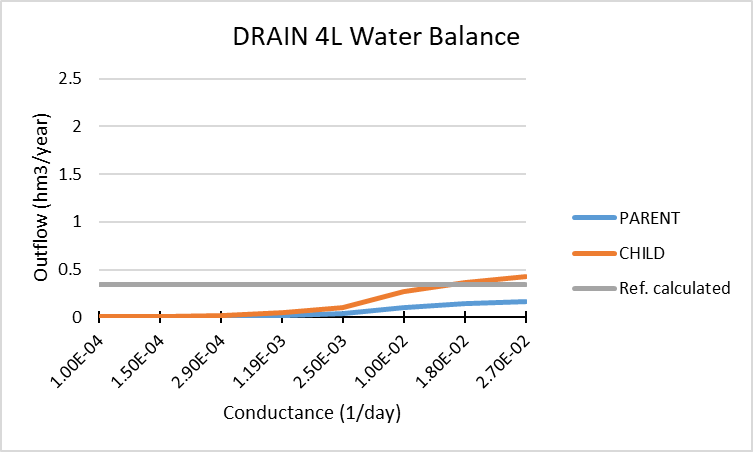 DRAIN 4L Water Balance
2.5
2
1.5
1
0.5
0
Outflow (hm3/year)
1.00E-04
1.50E-04
2.90E-04
1.19E-03
2.50E-03
1.00E-02
1.80E-02
2.70E-02
Conductance (1/day)
PARENT
CHILD
Ref. calculated